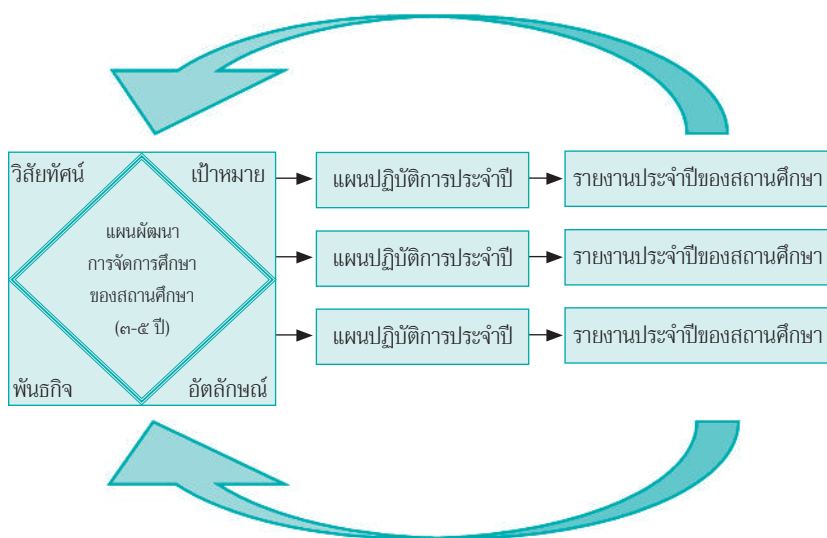 วิสัยทัศน์
เป้าหมาย
แผนผัฒนา
การจัดการศึกษา
ของสถานศึกษา
(๓-๕ ปี)
พันธกิจ
อัตลักษณ์
แผนปฏิบัติการประจำปี
รายงานประจำปีของสถานศึกษา
แผนปฏิบัติการประจำปี
รายงานประจำปีของสถานศึกษา
แผนปฏิบัติการประจำปี
รายงานประจำปีของสถานศึกษา